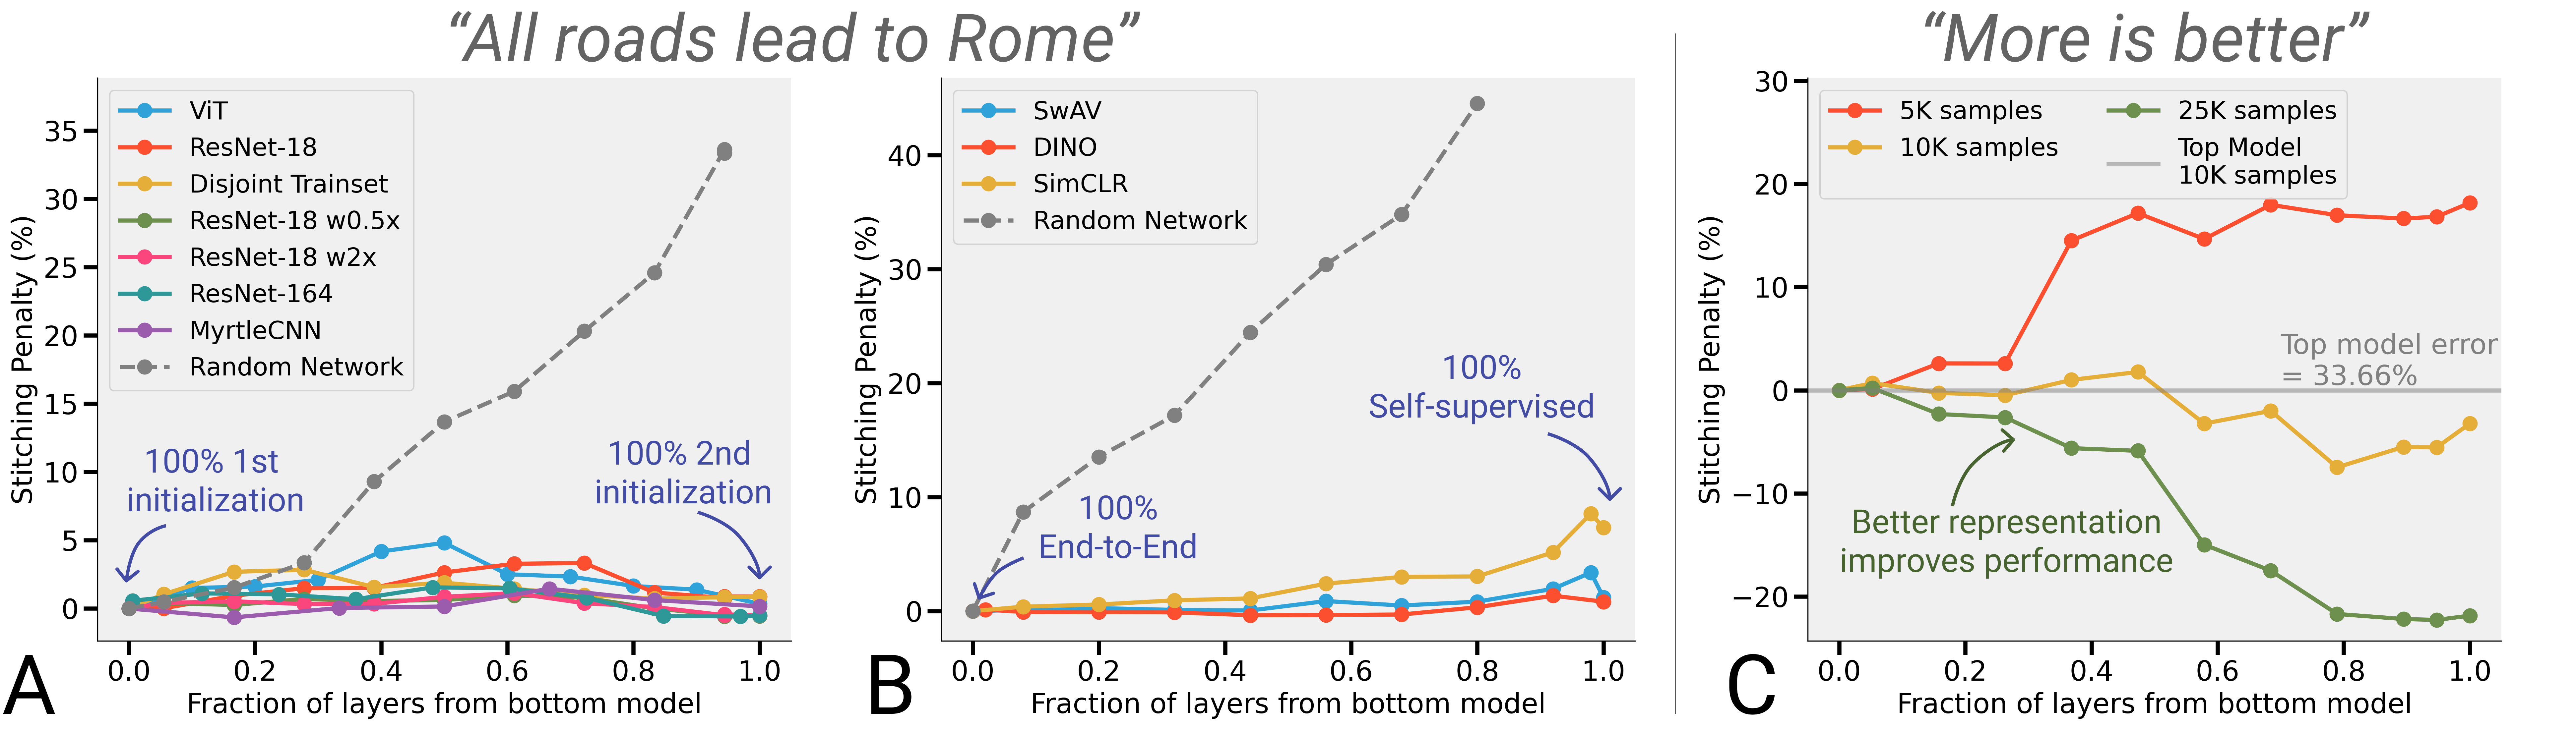 “All roads lead to Rome”
“More is better”
Stitching Penalty (%)
35
30
25
20
15
10
5
0
ViT
ResNet-18
Disjoint Trainset
ResNet-18 w0.5x
ResNet-18 w2x
ResNet-164
MyrtleCNN
Random Network
100% 1st
initialization
100% 2nd
initialization
0.0 0.2 0.4 0.6 0.8 1.0
Fraction of layers from bottom model
A
Stitching Penalty (%)
40
30
20
10
0
SwAV
DINO
SimCLR
Random Network
100%
Self-supervised
100%
End-to-End
0.0 0.2 0.4 0.6 0.8 1.0
Fraction of layers from bottom model
B
Stitching Penalty (%)
30
20
10
0
−10
−20
5K samples
10K samples
25K samples
Top Model
10K samples
Top model error
= 33.66%
Better representation
improves performance
0.0 0.2 0.4 0.6 0.8 1.0
Fraction of layers from bottom model
C